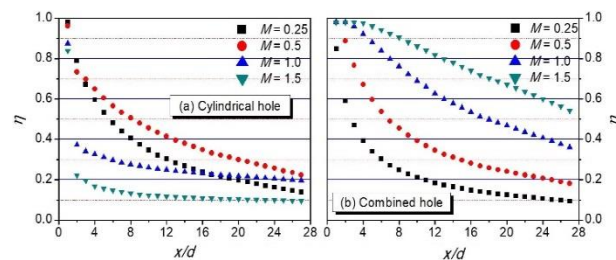 1.0
0.8
0.6
0.4
0.2
0.0
η
M = 0.25
M = 0.5
M = 1.0
M = 1.5
(a) Cylindrical hole
0 4 8 12 16 20 24 28
x/d
M = 0.25
M = 0.5
M = 1.0
M = 1.5
(b) Combined hole
0 4 8 12 16 20 24 28
x/d
1.0
0.8
0.6
0.4
0.2
0.0
η